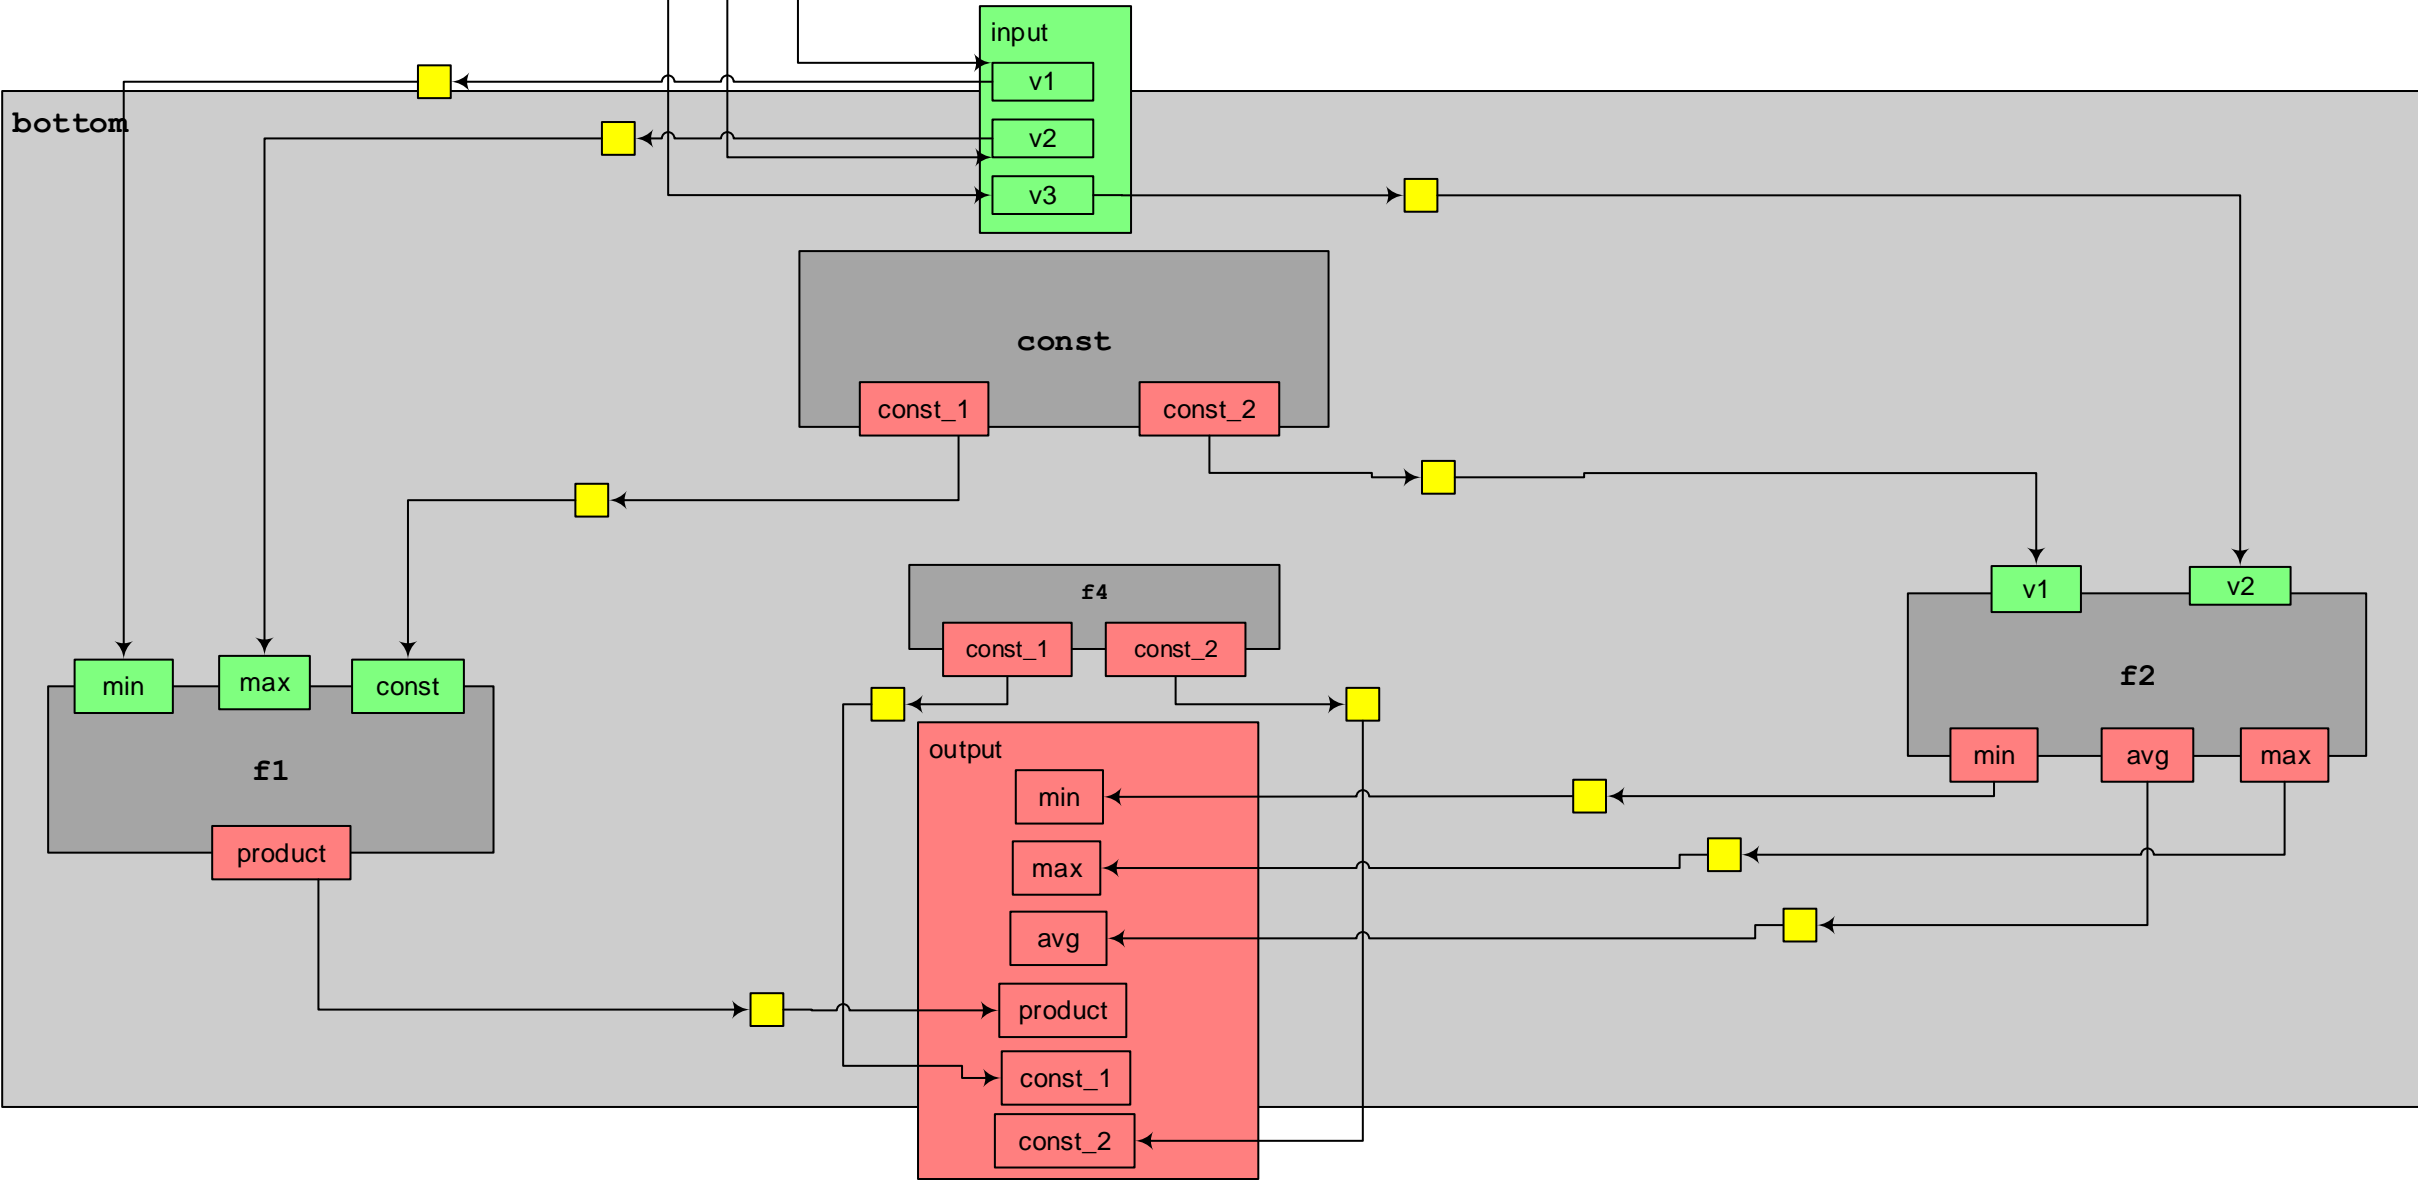 input
v1
bottom
v2
v3
const
const_1
const_2
f4
v1
v2
const_1
const_2
f2
min
max
const
output
min
avg
max
f1
min
product
max
avg
product
const_1
const_2